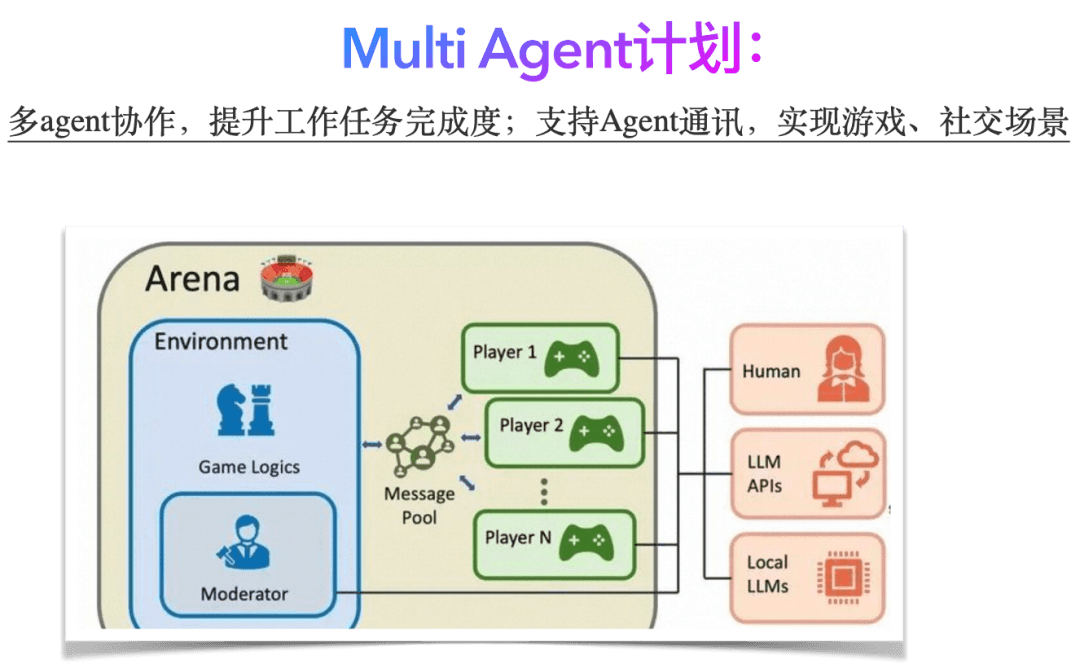 Multi Agent计划：
多agent协作，提升工作任务完成度；支持Agent通讯，实现游戏、社交场景
Arena
Environment
Game Logics
Moderator
Message
Pool
Player 1
Player 2
Player N
Human
LLM
APIs
Local
LLMs